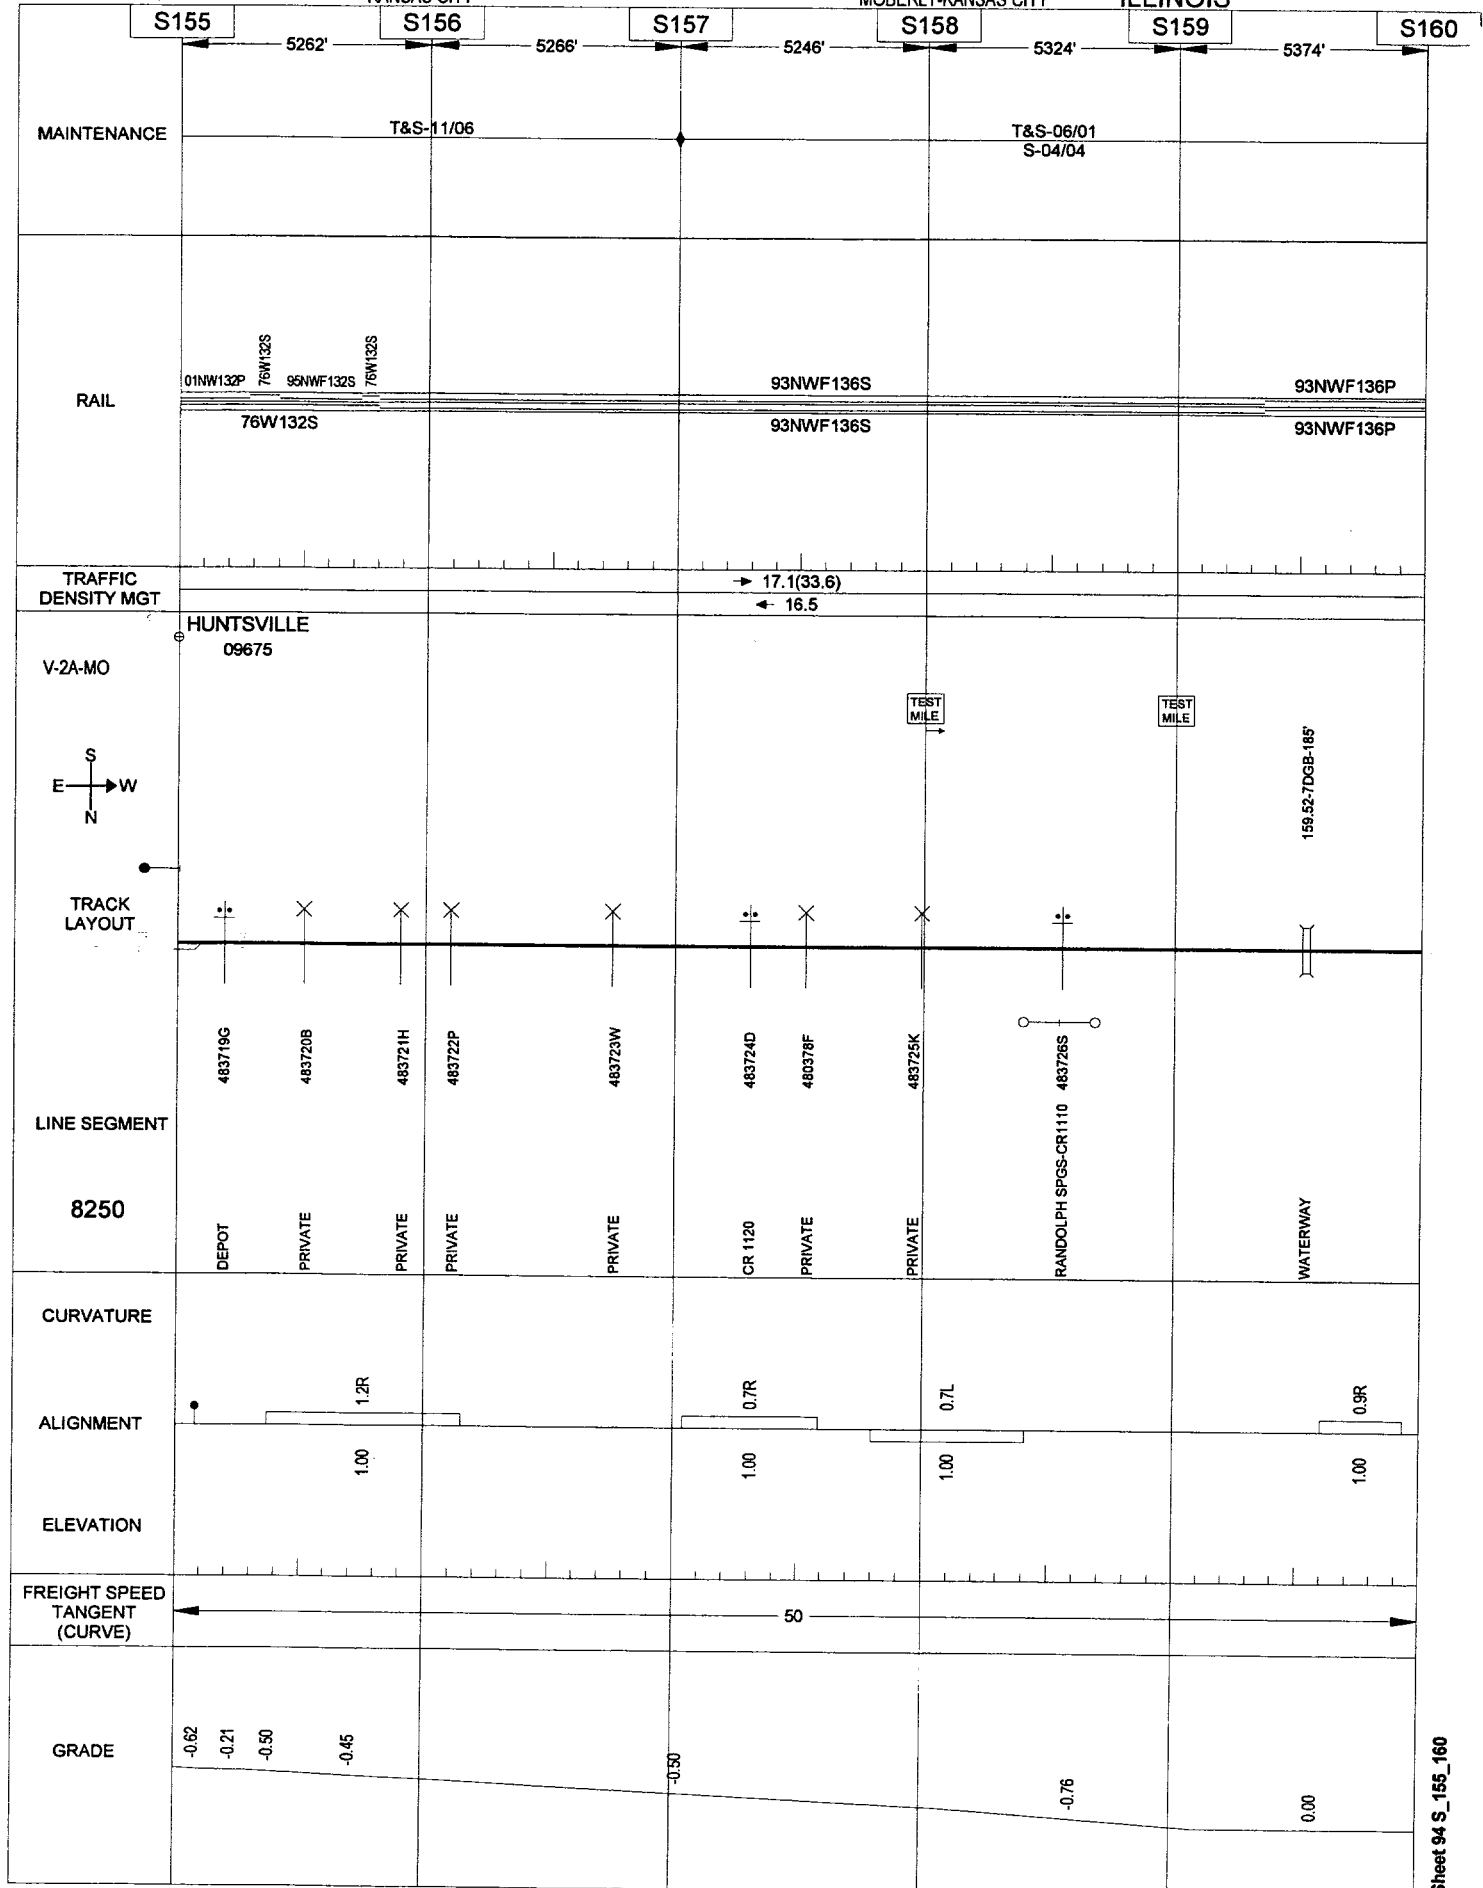 KANSAS CITY
MOBERLY-KANSAS CITY
ILLINOIS
S155
S156
S157
S158
S159
S160
5262'
5266'
5246'
5324'
5374'
MAINTENANCE
T&S-11/06
T&S-06/01
S-04/04
RAIL
01NW132P
76W132S
95NWF132S
76W132S
93NWF136S
93NWF136P
76W132S
93NWF136S
93NWF136P
TRAFFIC
DENSITY MGT
17.1(33.6)
16.5
HUNTSVILLE
09675
V-2A-MO
TEST
MILE
TEST
MILE
S
E
W
N
159.52-7DGB-185'
TRACK
LAYOUT
483719G
483720B
483721H
483722P
483723W
483724D
480378F
483725K
483726S
LINE SEGMENT
8250
DEPOT
PRIVATE
PRIVATE
PRIVATE
PRIVATE
CR 1120
PRIVATE
PRIVATE
RANDOLPH SPGS-CR1110
WATERWAY
CURVATURE
1.2R
0.7R
0.7L
0.9R
ALIGNMENT
1.00
1.00
1.00
1.00
ELEVATION
FREIGHT SPEED
TANGENT
(CURVE)
50
GRADE
-0.62
-0.21
-0.50
-0.45
-0.50
-0.76
0.00
Sheet 94 S_155_160